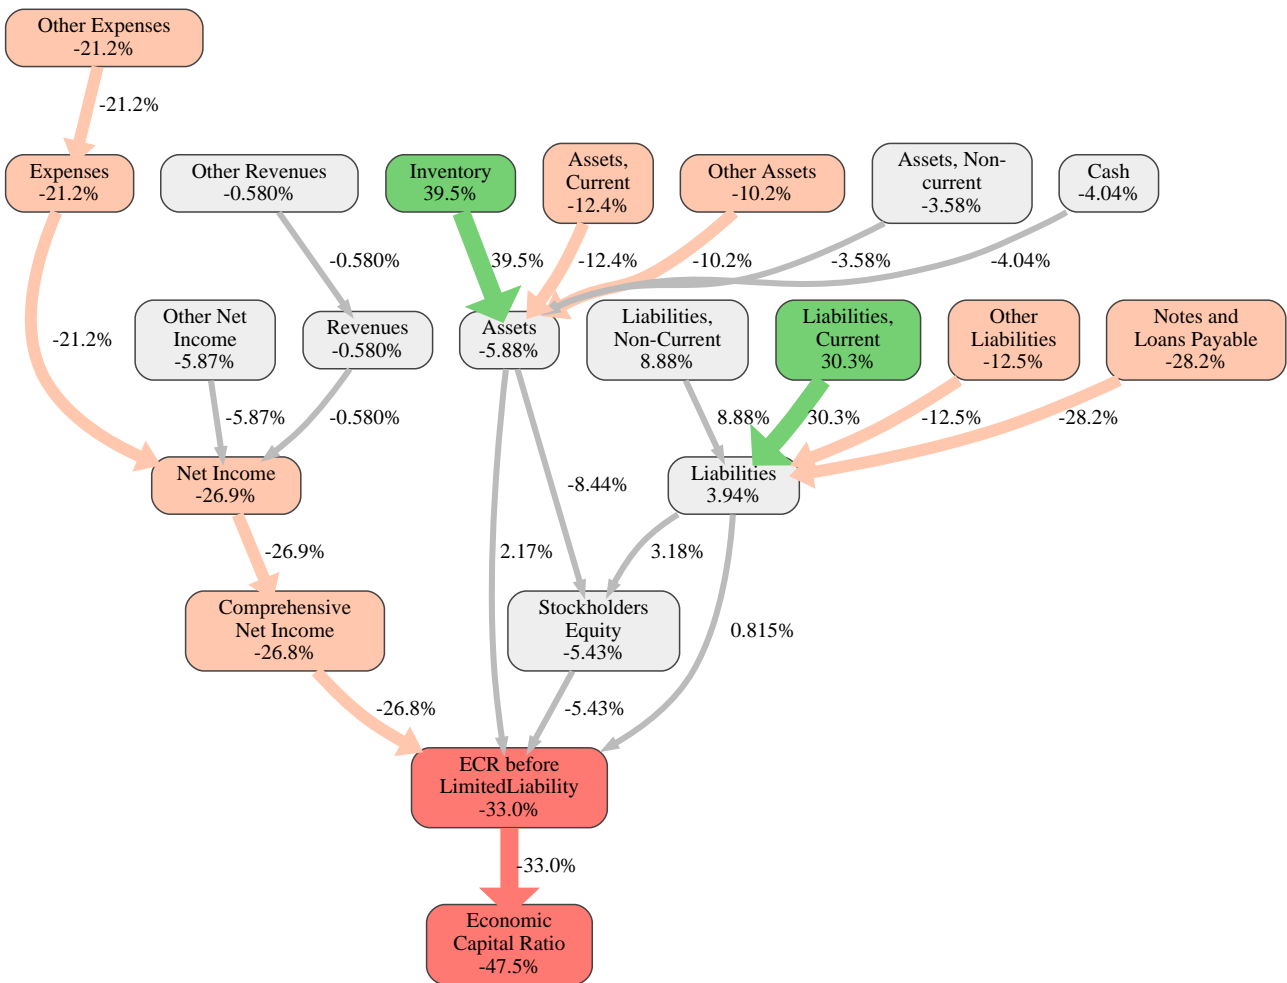 Other Expenses
-21.2%
-21.2%
Expenses
-21.2%
Other Revenues
-0.580%
Inventory
39.5%
Assets,
Current
-12.4%
Other Assets
-10.2%
Assets, Non-
current
-3.58%
Cash
-4.04%
-0.580%
39.5%
-12.4%
-10.2%
-3.58%
-4.04%
-21.2%
Other Net
Income
-5.87%
Revenues
-0.580%
Assets
-5.88%
Liabilities,
Non-Current
8.88%
Liabilities,
Current
30.3%
Other
Liabilities
-12.5%
Notes and
Loans Payable
-28.2%
-5.87%
-0.580%
8.88%
30.3%
-12.5%
-28.2%
Net Income
-26.9%
-8.44%
Liabilities
3.94%
-26.9%
2.17%
3.18%
Comprehensive
Net Income
-26.8%
Stockholders
Equity
-5.43%
0.815%
-26.8%
-5.43%
ECR before
LimitedLiability
-33.0%
-33.0%
Economic
Capital Ratio
-47.5%